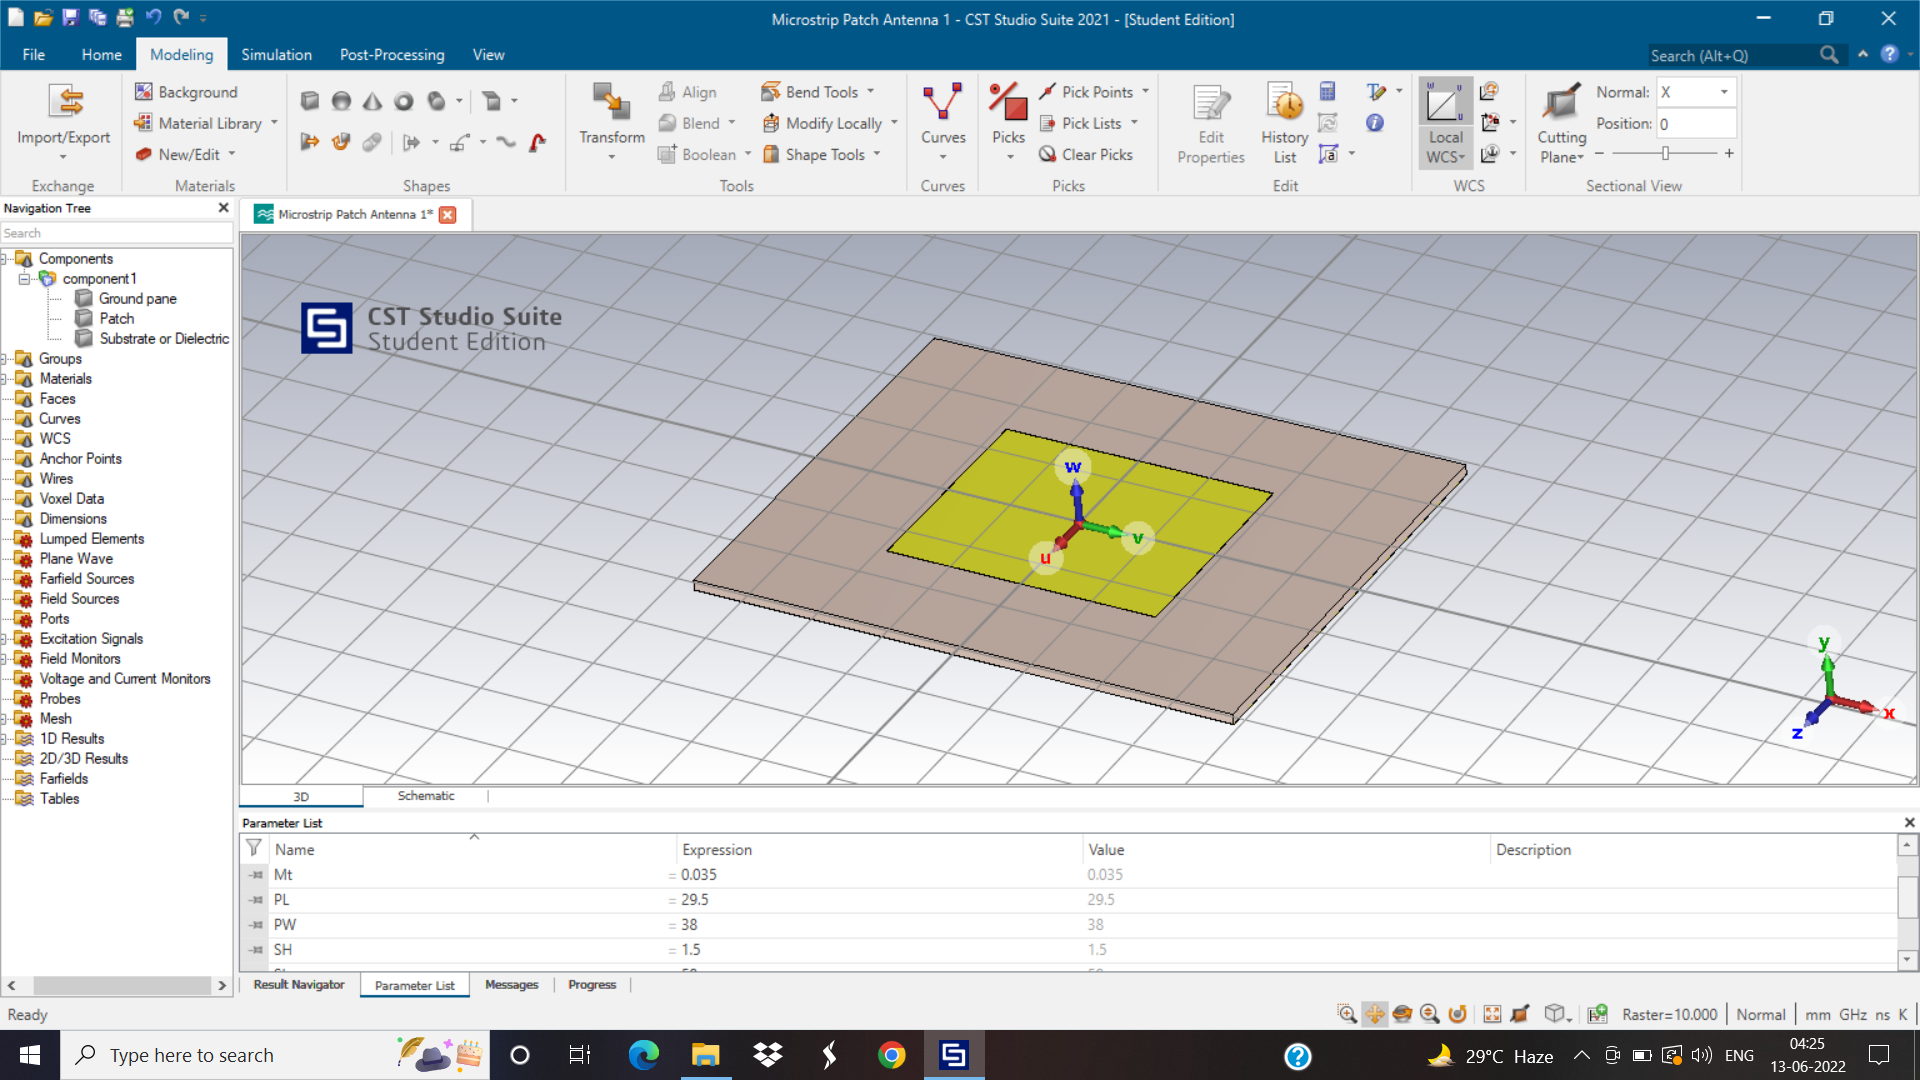 Microstrip Patch Antenna 1 - CST Studio Suite 2021 - [Student Edition]
File Home Modeling Simulation Post-Processing View Search (Alt+Q)
Import/Export
Exchange
Background
Material Library
New/Edit
Materials
Shapes
Transform
Align
Blend
Boolean
Bend Tools
Modify Locally
Shape Tools
Tools
Curves
Curves
Picks
Pick Points
Pick Lists
Clear Picks
Picks
Edit Properties
History List
Edit
Local WCS
WCS
Cutting Plane
Normal: X
Position: 0
Sectional View
Navigation Tree
Search
Components
component1
Ground pane
Patch
Substrate or Dielectric
Groups
Materials
Faces
Curves
WCS
Anchor Points
Wires
Voxel Data
Dimensions
Lumped Elements
Plane Wave
Farfield Sources
Field Sources
Ports
Excitation Signals
Field Monitors
Voltage and Current Monitors
Probes
Mesh
1D Results
2D/3D Results
Farfields
Tables
Microstrip Patch Antenna 1*
CST Studio Suite
Student Edition
w
v
u
y
x
z
3D Schematic
Parameter List
Name Expression Value Description
Mt = 0.035 0.035
PL = 29.5 29.5
PW = 38 38
SH = 1.5 1.5
Result Navigator Parameter List Messages Progress
Ready Raster=10.000 Normal mm GHz ns K
Type here to search
29°C Haze
ENG
04:25
13-06-2022